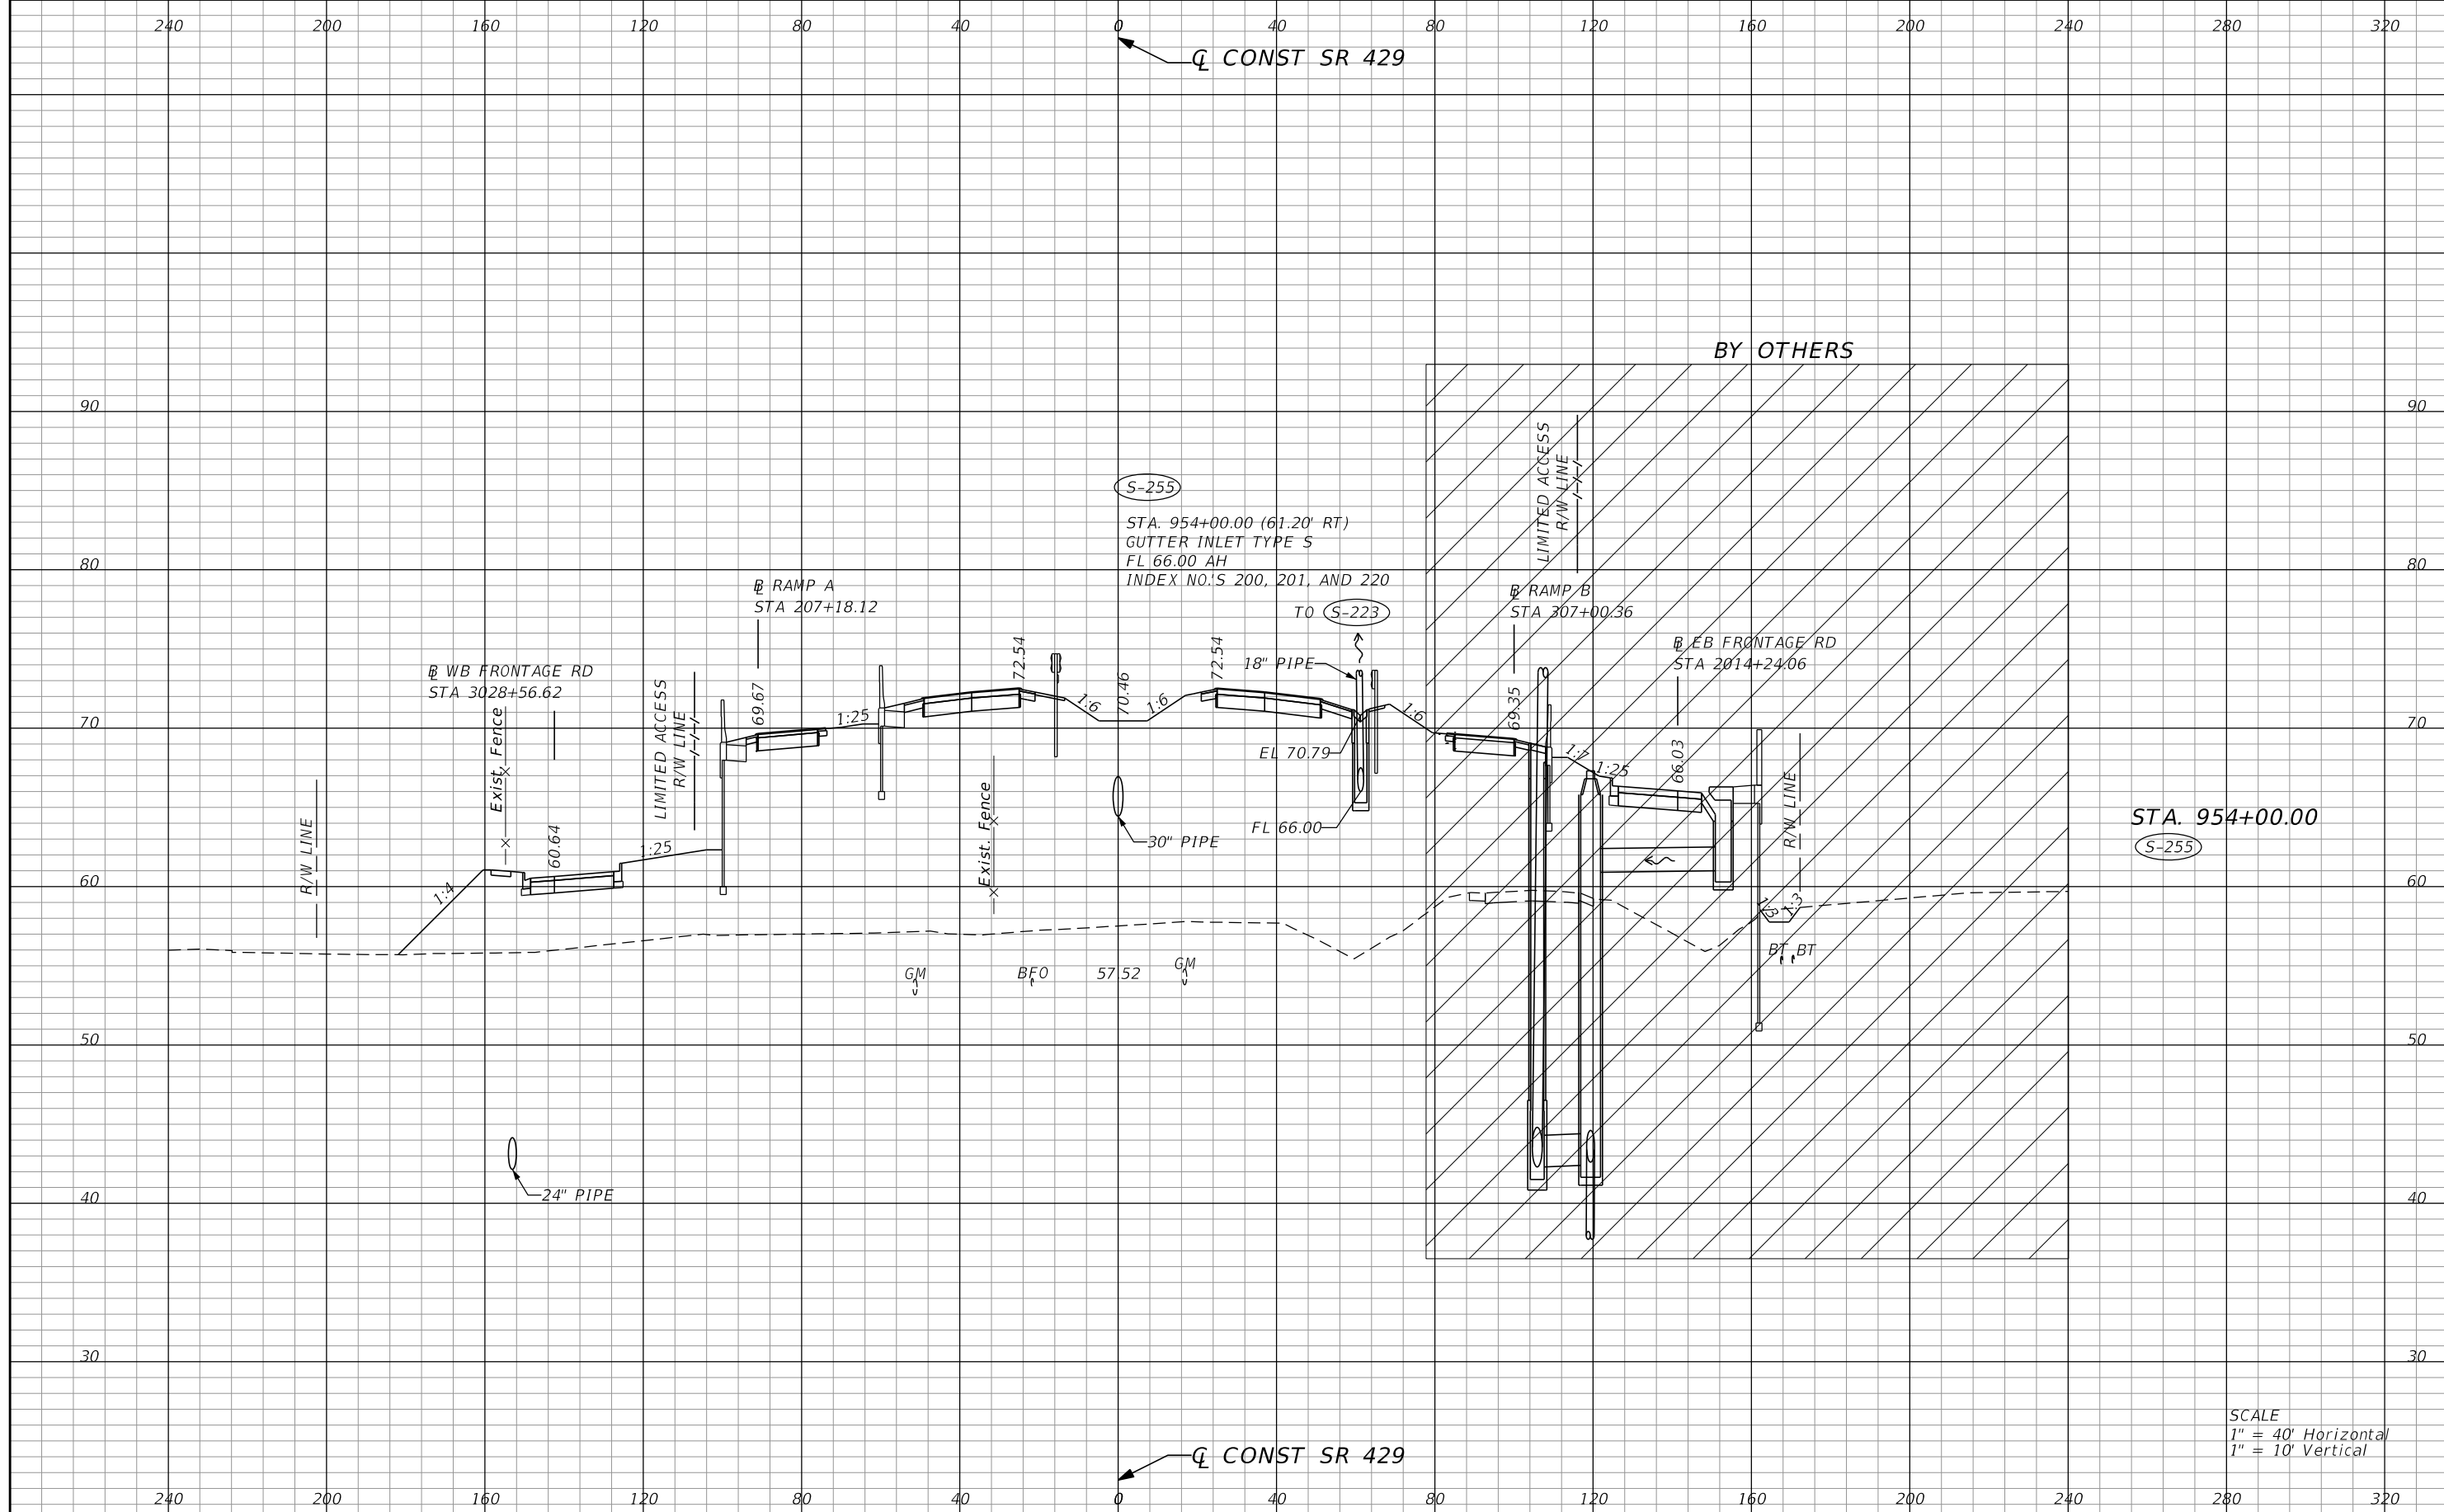 240 200 160 120 80 40 0 40 80 120 160 200 240 280 320
℄ CONST SR 429
BY OTHERS
90 90
LIMITED ACCESS
R/W LINE
S-255
STA. 954+00.00 (61.20' RT)
GUTTER INLET TYPE S
FL 66.00 AH
INDEX NO.'S 200, 201, AND 220
80 80
TO S-223
BL RAMP A
STA 207+18.12
BL RAMP B
STA 307+00.36
BL WB FRONTAGE RD
STA 3028+56.62
BL EB FRONTAGE RD
STA 2014+24.06
18" PIPE
72.54
72.54
70.46
69.67
69.35
66.03
60.64
70 70
1:25
1:6
1:6
1:6
1:7
1:25
EL 70.79
FL 66.00
Exist. Fence
LIMITED ACCESS
R/W LINE
R/W LINE
Exist. Fence
R/W LINE
30" PIPE
STA. 954+00.00
S-255
1:25
1:4
60 60
1:3
1:3
GM
BFO
57.52
GM
BT
BT
50 50
24" PIPE
40 40
30 30
SCALE
1" = 40' Horizontal
1" = 10' Vertical
℄ CONST SR 429
240 200 160 120 80 40 0 40 80 120 160 200 240 280 320